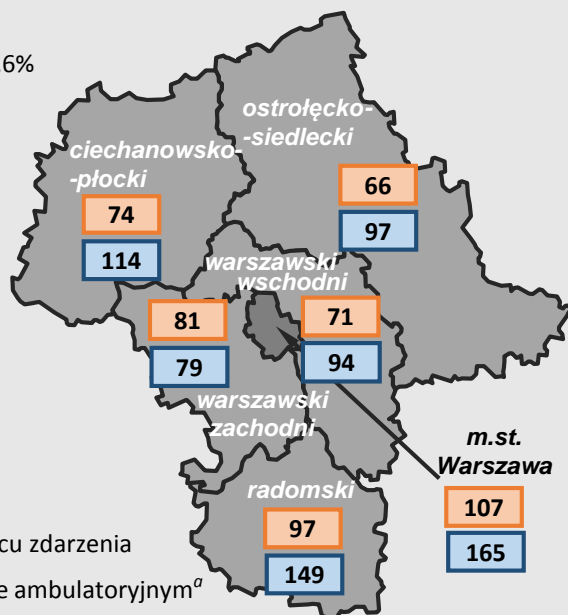 6%
ostrołęcko-
-siedlecki
ciechanowsko-
-płocki
66
97
74
114
warszawski
wschodni
81
79
71
94
warszawski
zachodni
m.st.
Warszawa
107
165
radomski
97
149
cu zdarzenia
e ambulatoryjnymᵃ